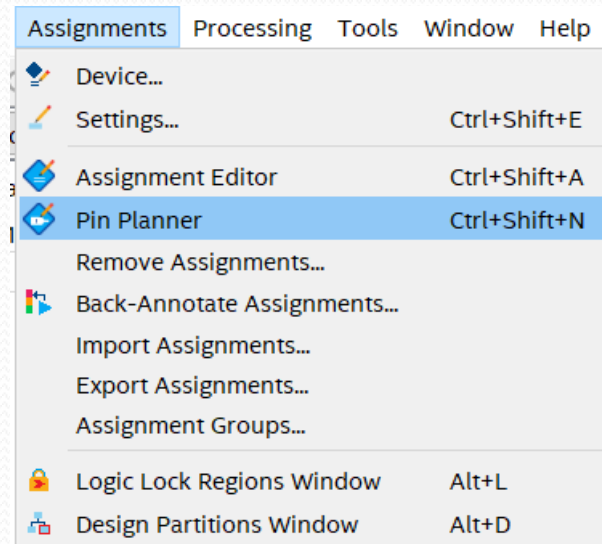 Assignments Processing Tools Window Help
Device...
Settings... Ctrl+Shift+E
Assignment Editor Ctrl+Shift+A
Pin Planner Ctrl+Shift+N
Remove Assignments...
Back-Annotate Assignments...
Import Assignments...
Export Assignments...
Assignment Groups...
Logic Lock Regions Window Alt+L
Design Partitions Window Alt+D